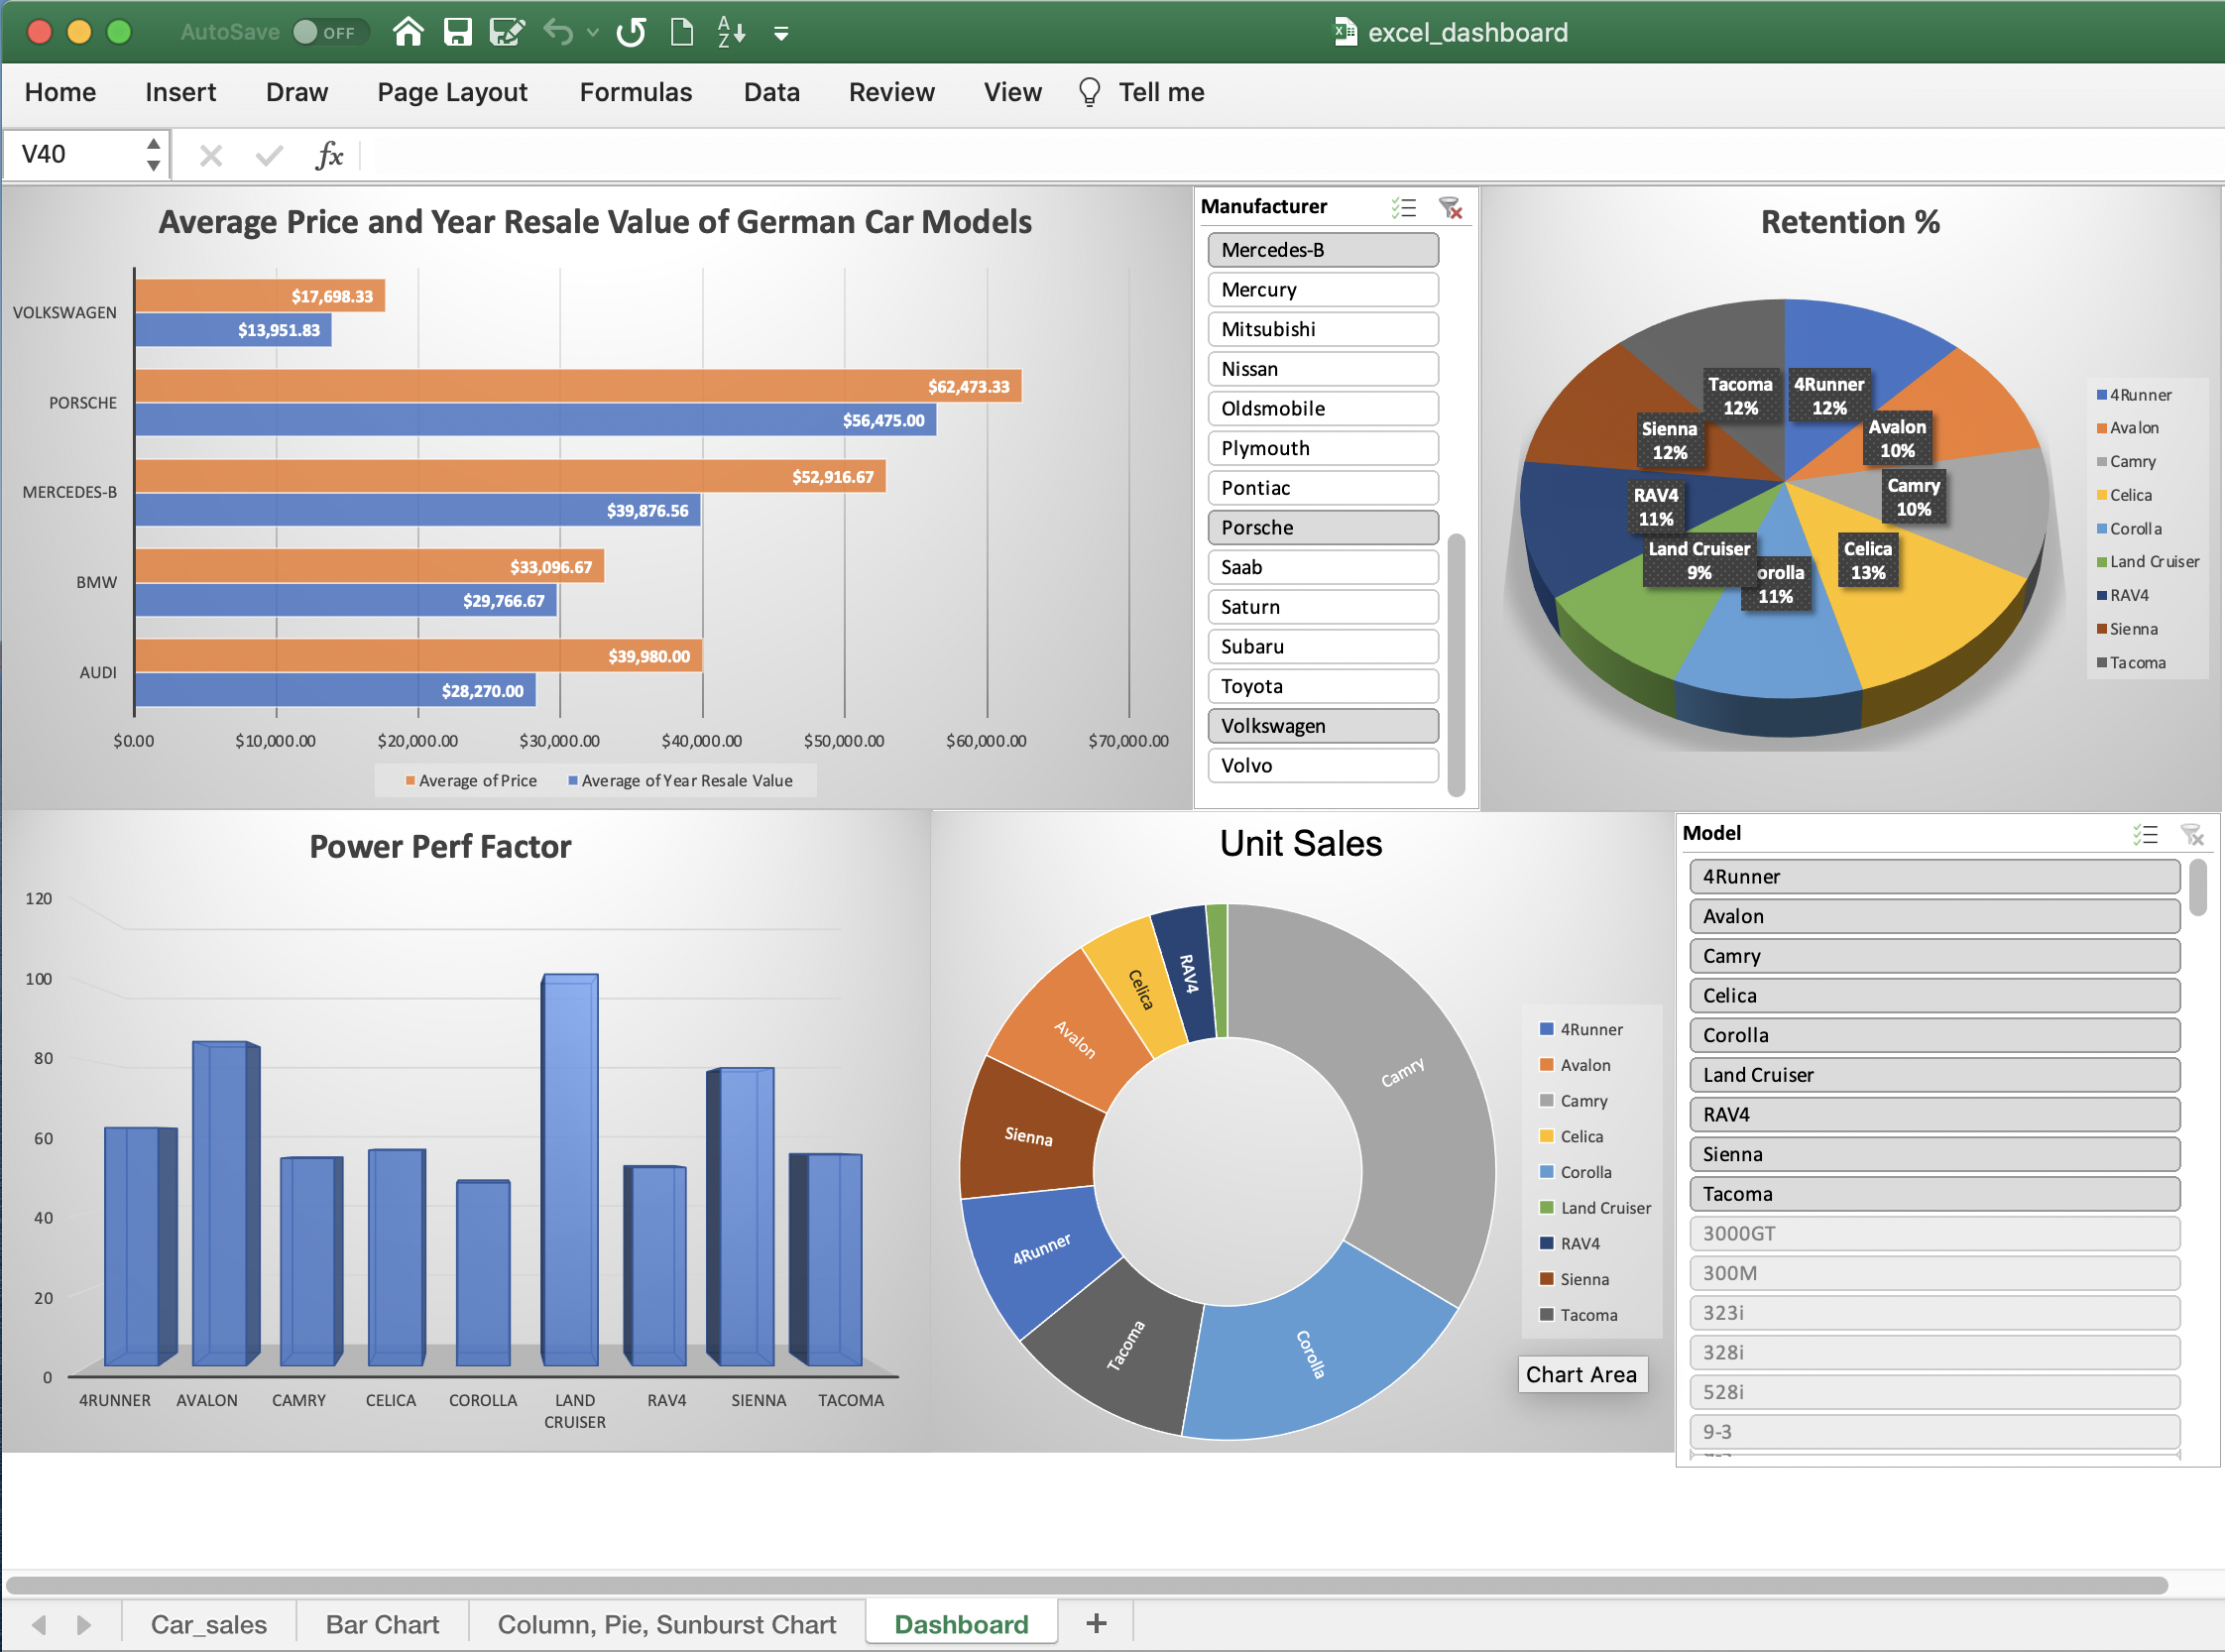 AutoSave OFF
excel_dashboard
Home Insert Draw Page Layout Formulas Data Review View Tell me
V40 fx
Average Price and Year Resale Value of German Car Models
VOLKSWAGEN
$17,698.33
$13,951.83
PORSCHE
$62,473.33
$56,475.00
MERCEDES-B
$52,916.67
$39,876.56
BMW
$33,096.67
$29,766.67
AUDI
$39,980.00
$28,270.00
$0.00 $10,000.00 $20,000.00 $30,000.00 $40,000.00 $50,000.00 $60,000.00 $70,000.00
Average of Price Average of Year Resale Value
Manufacturer
Mercedes-B
Mercury
Mitsubishi
Nissan
Oldsmobile
Plymouth
Pontiac
Porsche
Saab
Saturn
Subaru
Toyota
Volkswagen
Volvo
Retention %
Tacoma
12%
4Runner
12%
Avalon
10%
Sienna
12%
Camry
10%
RAV4
11%
Land Cruiser
9%
Celica
13%
orolla
11%
4Runner
Avalon
Camry
Celica
Corolla
Land Cruiser
RAV4
Sienna
Tacoma
Power Perf Factor
120
100
80
60
40
20
0
4RUNNER AVALON CAMRY CELICA COROLLA LAND CRUISER RAV4 SIENNA TACOMA
Unit Sales
Camry
Corolla
Tacoma
4Runner
Sienna
Avalon
Celica
RAV4
4Runner
Avalon
Camry
Celica
Corolla
Land Cruiser
RAV4
Sienna
Tacoma
Chart Area
Model
4Runner
Avalon
Camry
Celica
Corolla
Land Cruiser
RAV4
Sienna
Tacoma
3000GT
300M
323i
328i
528i
9-3
Car_sales Bar Chart Column, Pie, Sunburst Chart Dashboard +